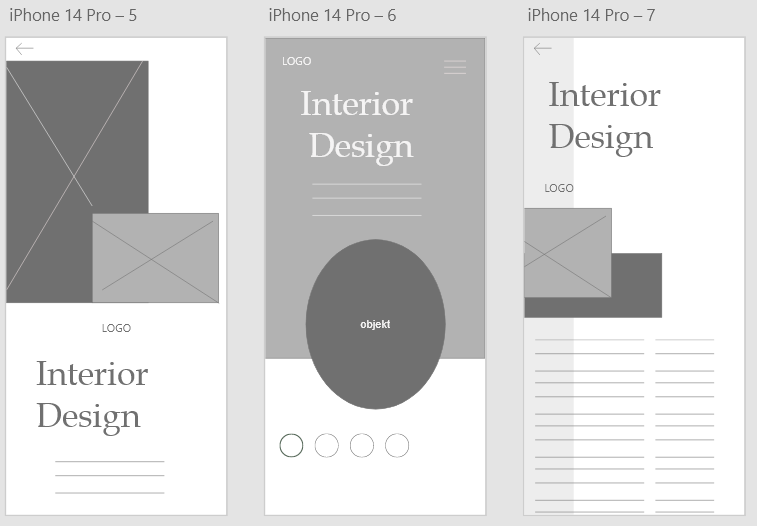 iPhone 14 Pro – 5
LOGO
Interior
Design
iPhone 14 Pro – 6
LOGO
Interior
Design
objekt
iPhone 14 Pro – 7
Interior
Design
LOGO